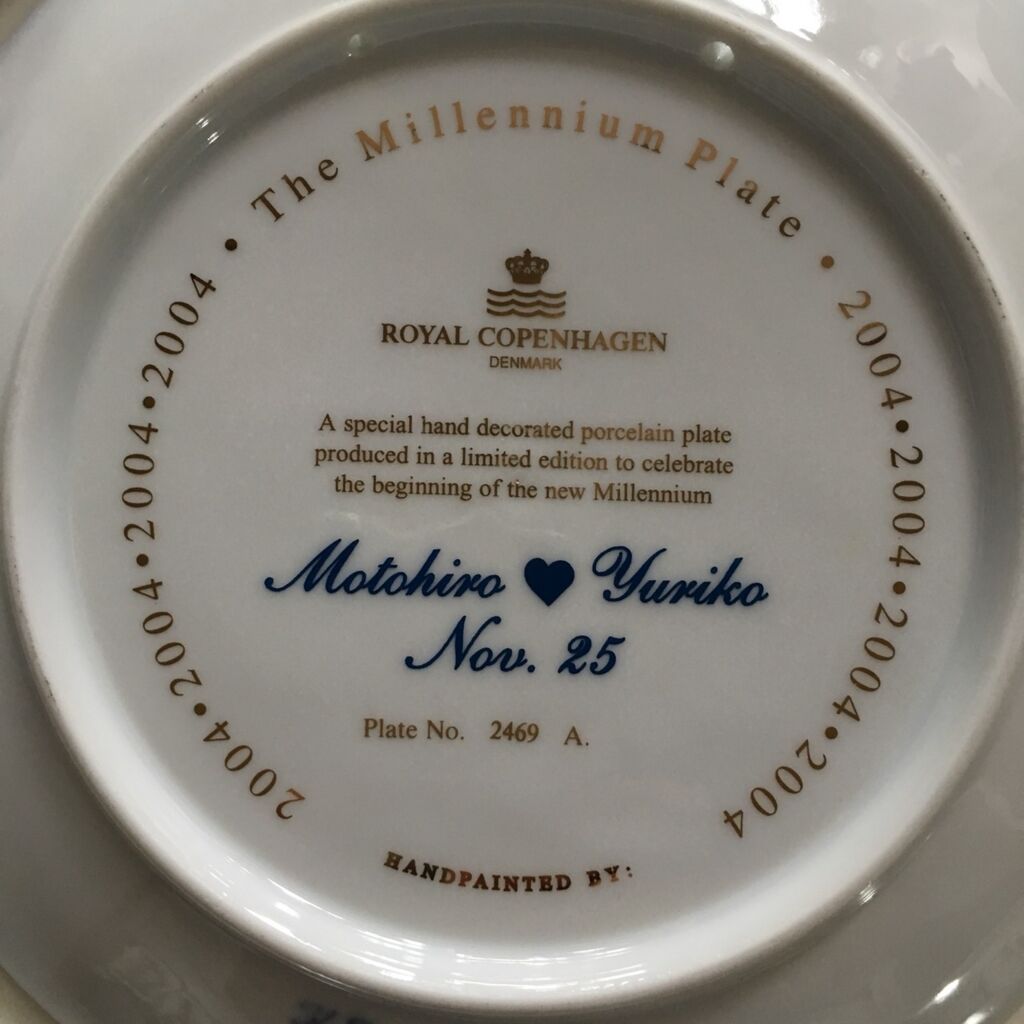 • The Millennium Plate •
2004•2004•2004•2004
ROYAL COPENHAGEN
DENMARK
A special hand decorated porcelain plate
produced in a limited edition to celebrate
the beginning of the new Millennium
Motohiro ♥ Yuriko
Nov. 25
Plate No. 2469 A.
2004•2004•2004•2004
HANDPAINTED BY: